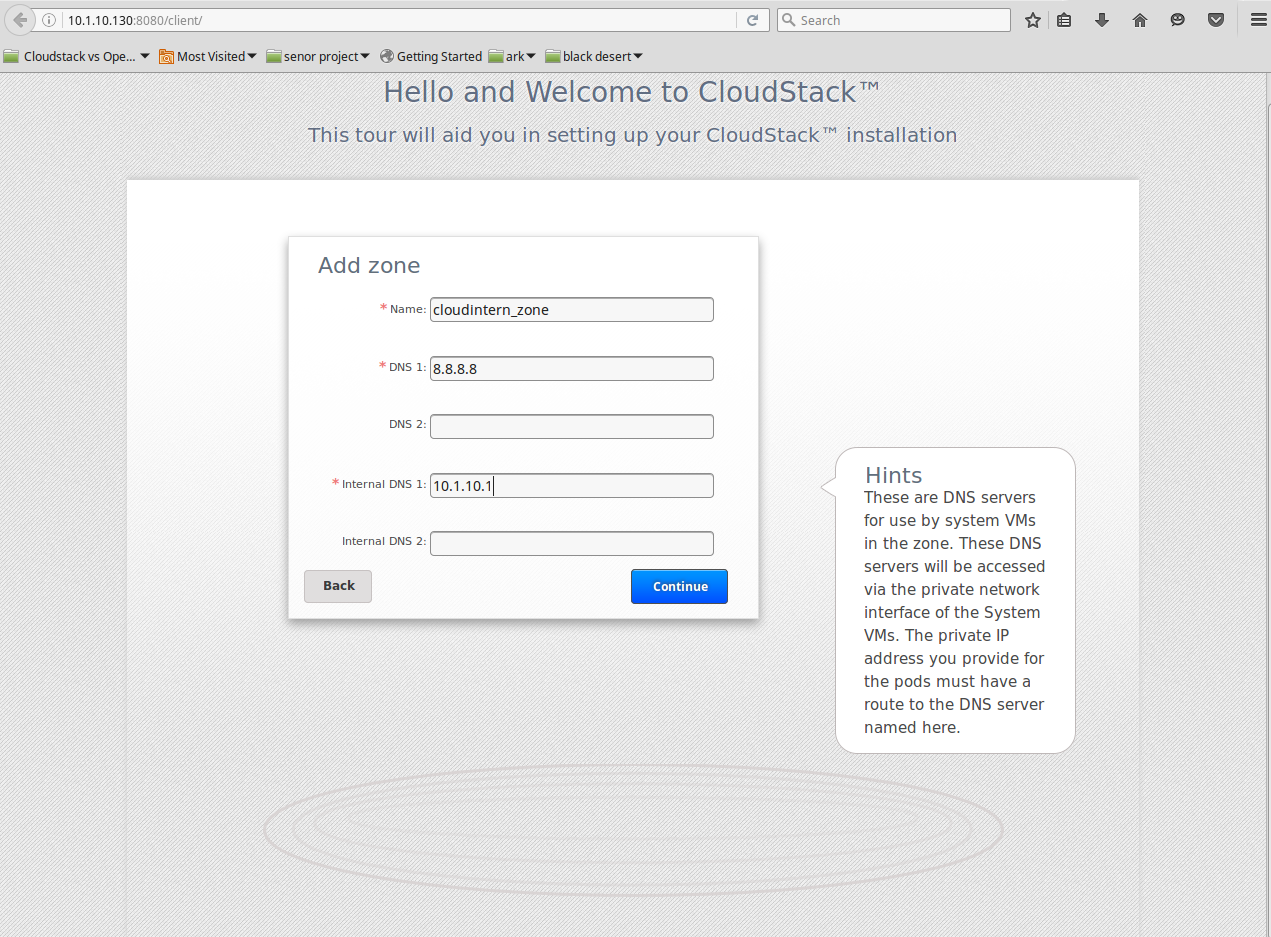 10.1.10.130:8080/client/
Search
Cloudstack vs Ope... Most Visited senor project Getting Started ark black desert
Hello and Welcome to CloudStack™
This tour will aid you in setting up your CloudStack™ installation
Add zone
* Name: cloudintern_zone
* DNS 1: 8.8.8.8
DNS 2:
* Internal DNS 1: 10.1.10.1
Internal DNS 2:
Back Continue
Hints
These are DNS servers
for use by system VMs
in the zone. These DNS
servers will be accessed
via the private network
interface of the System
VMs. The private IP
address you provide for
the pods must have a
route to the DNS server
named here.